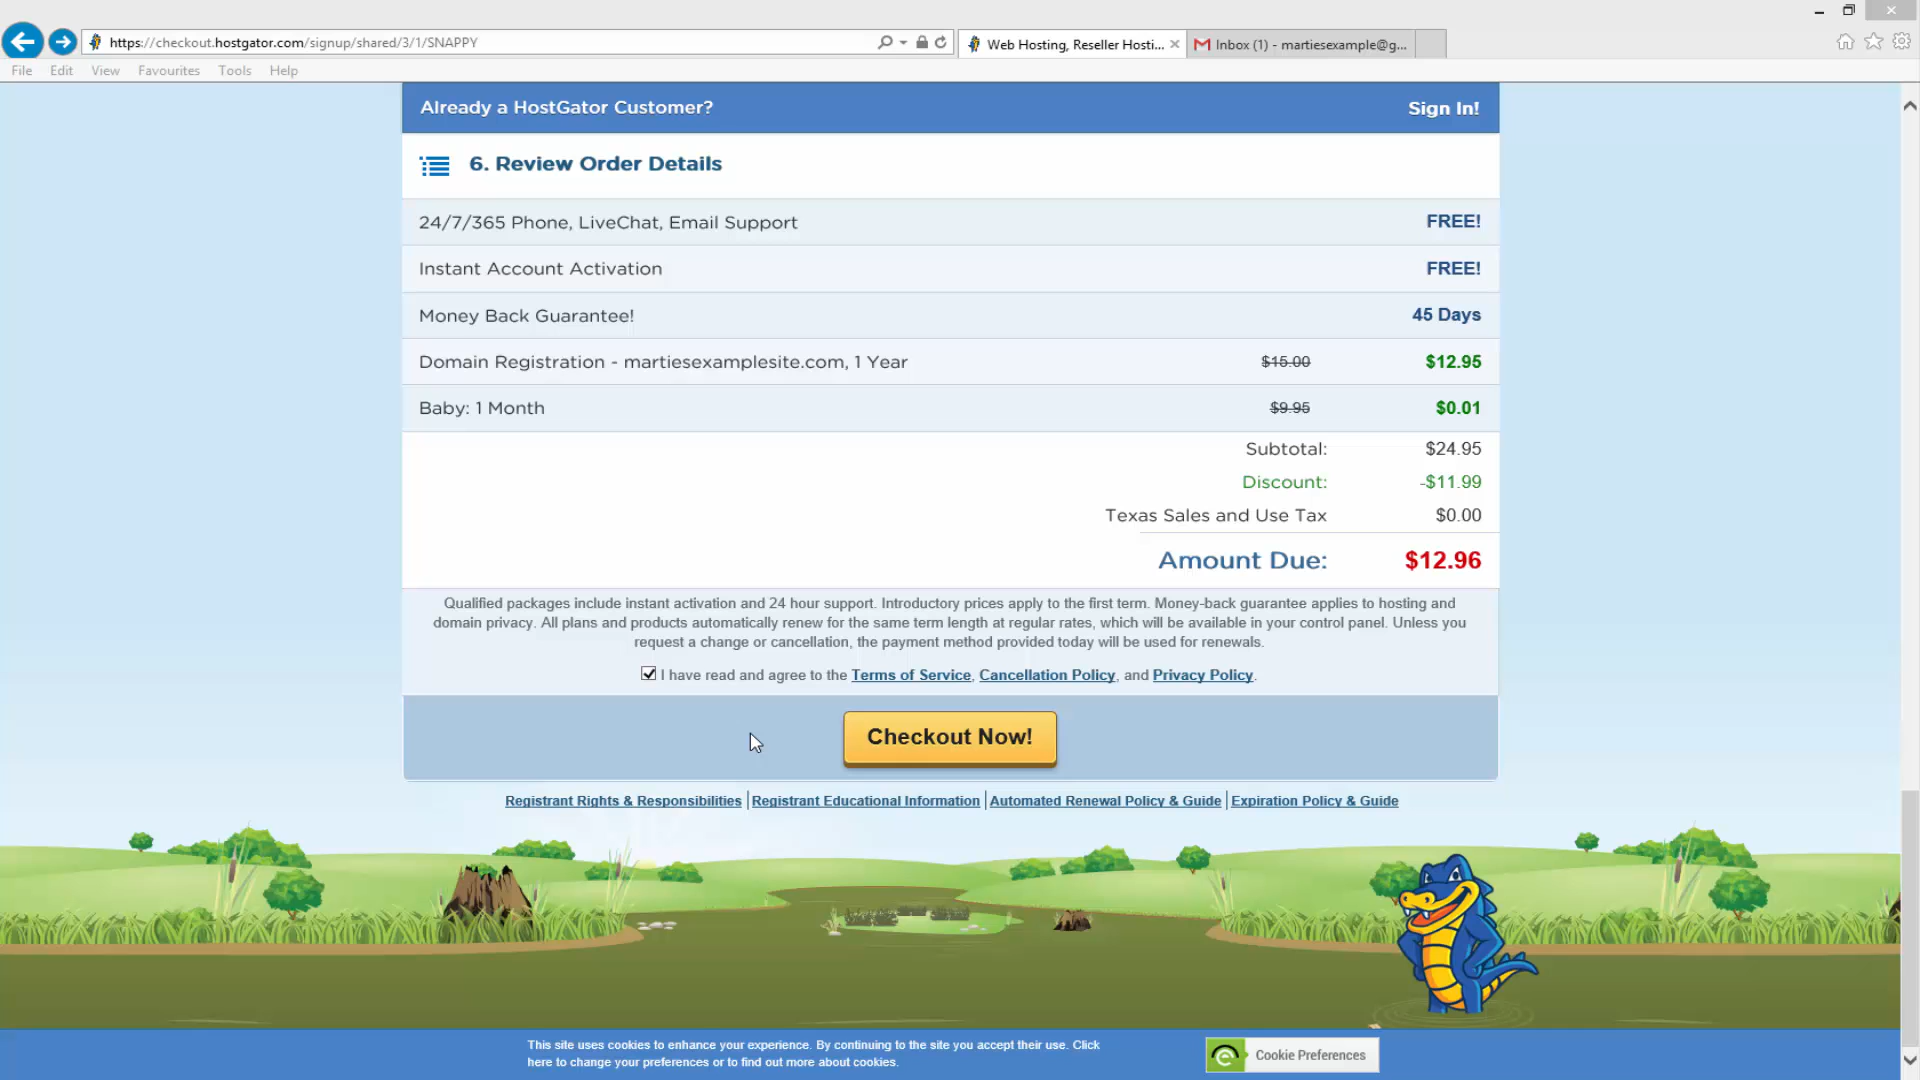 https://checkout.hostgator.com/signup/shared/3/1/SNAPPY
Web Hosting, Reseller Hosti...
Inbox (1) - martiesexample@g...
File Edit View Favourites Tools Help
Already a HostGator Customer? Sign In!
6. Review Order Details
24/7/365 Phone, LiveChat, Email Support FREE!
Instant Account Activation FREE!
Money Back Guarantee! 45 Days
Domain Registration - martiesexamplesite.com, 1 Year $15.00 $12.95
Baby: 1 Month $9.95 $0.01
Subtotal: $24.95
Discount: -$11.99
Texas Sales and Use Tax $0.00
Amount Due: $12.96
Qualified packages include instant activation and 24 hour support. Introductory prices apply to the first term. Money-back guarantee applies to hosting and
domain privacy. All plans and products automatically renew for the same term length at regular rates, which will be available in your control panel. Unless you
request a change or cancellation, the payment method provided today will be used for renewals.
I have read and agree to the Terms of Service, Cancellation Policy, and Privacy Policy.
Checkout Now!
Registrant Rights & Responsibilities Registrant Educational Information Automated Renewal Policy & Guide Expiration Policy & Guide
This site uses cookies to enhance your experience. By continuing to the site you accept their use. Click
here to change your preferences or to find out more about cookies.
Cookie Preferences